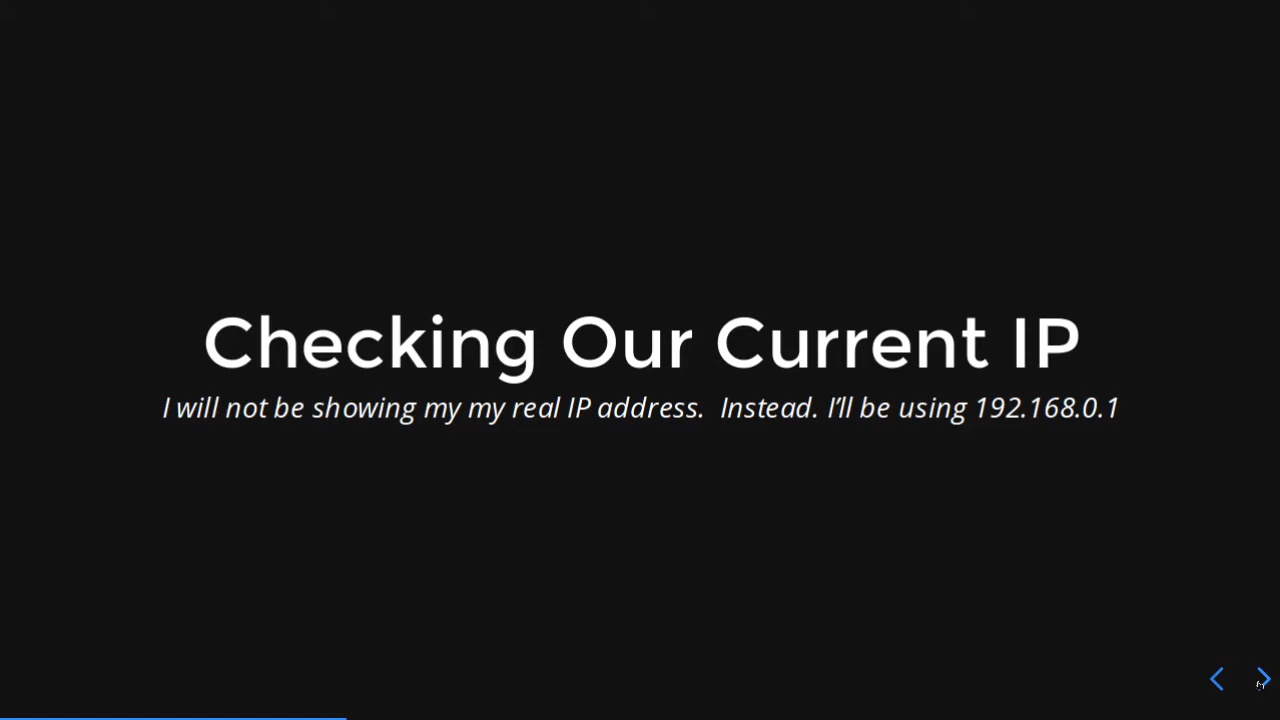 Checking Our Current IP
I will not be showing my my real IP address.  Instead. I'll be using 192.168.0.1